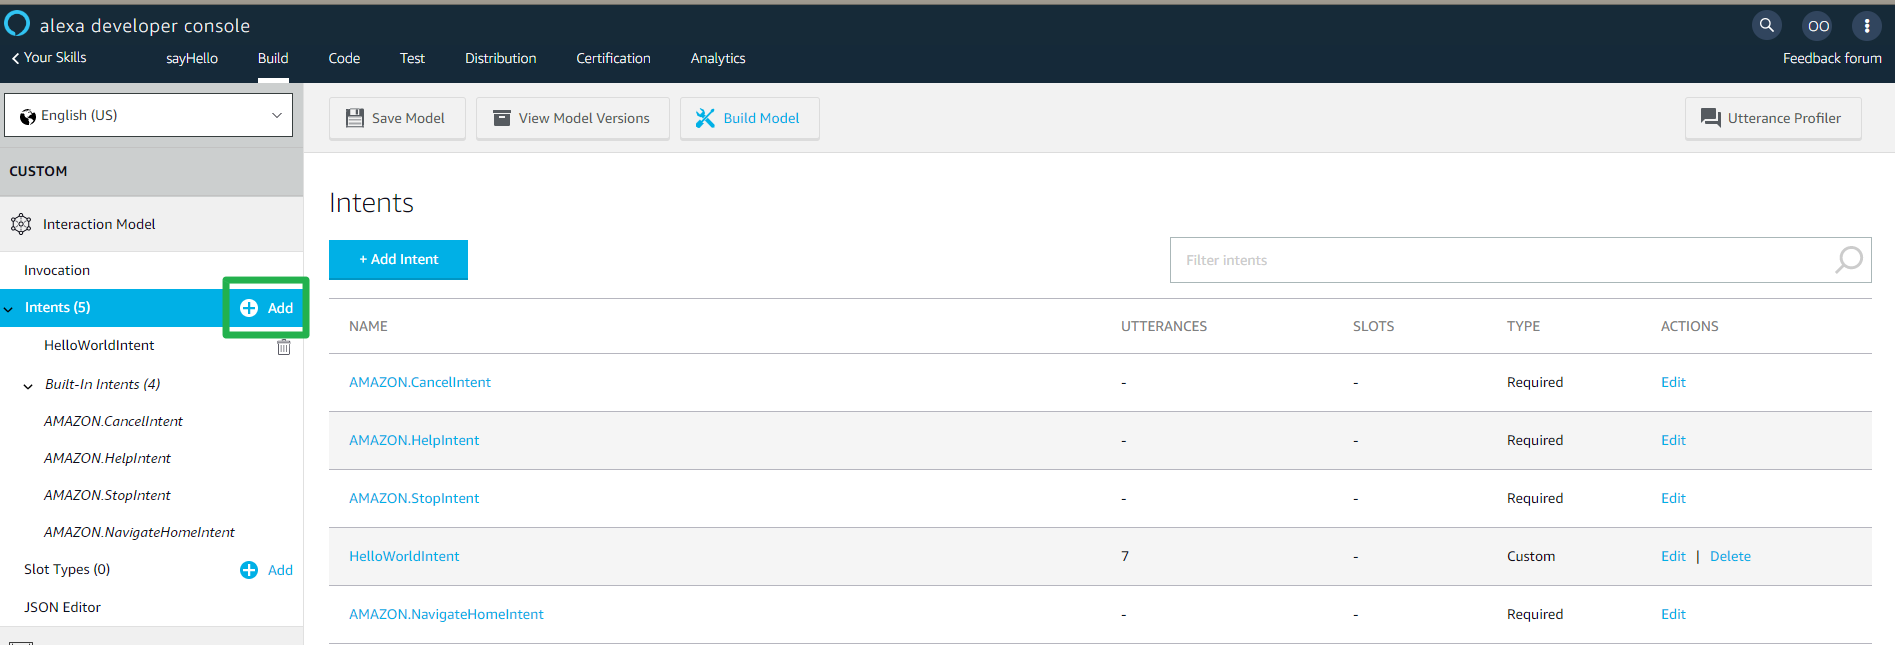 alexa developer console
OO
Your Skills
sayHello
Build
Code
Test
Distribution
Certification
Analytics
Feedback forum
English (US)
Save Model
View Model Versions
Build Model
Utterance Profiler
CUSTOM
Interaction Model
Invocation
Intents (5)
Add
HelloWorldIntent
Built-In Intents (4)
AMAZON.CancelIntent
AMAZON.HelpIntent
AMAZON.StopIntent
AMAZON.NavigateHomeIntent
Slot Types (0)
Add
JSON Editor
Intents
+ Add Intent
Filter intents
NAME UTTERANCES SLOTS TYPE ACTIONS
AMAZON.CancelIntent - - Required Edit
AMAZON.HelpIntent - - Required Edit
AMAZON.StopIntent - - Required Edit
HelloWorldIntent 7 - Custom Edit | Delete
AMAZON.NavigateHomeIntent - - Required Edit